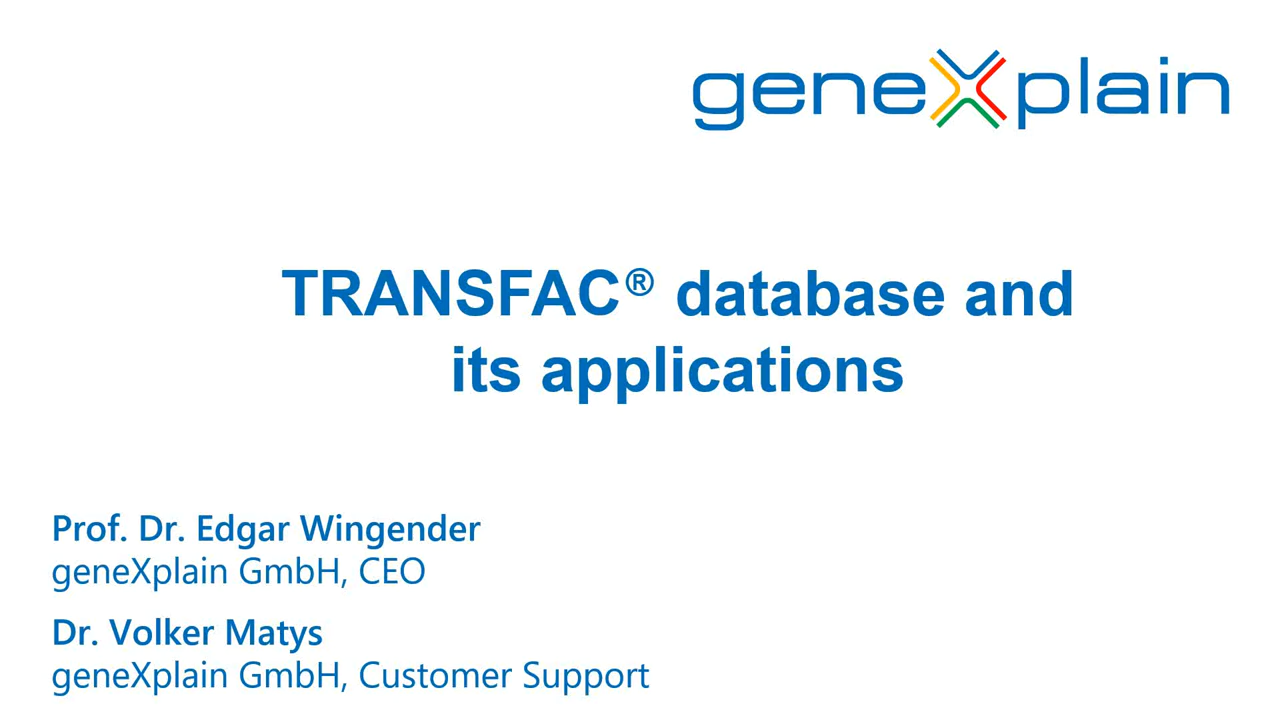 geneXplain
TRANSFAC® database and
its applications
Prof. Dr. Edgar Wingender
geneXplain GmbH, CEO
Dr. Volker Matys
geneXplain GmbH, Customer Support